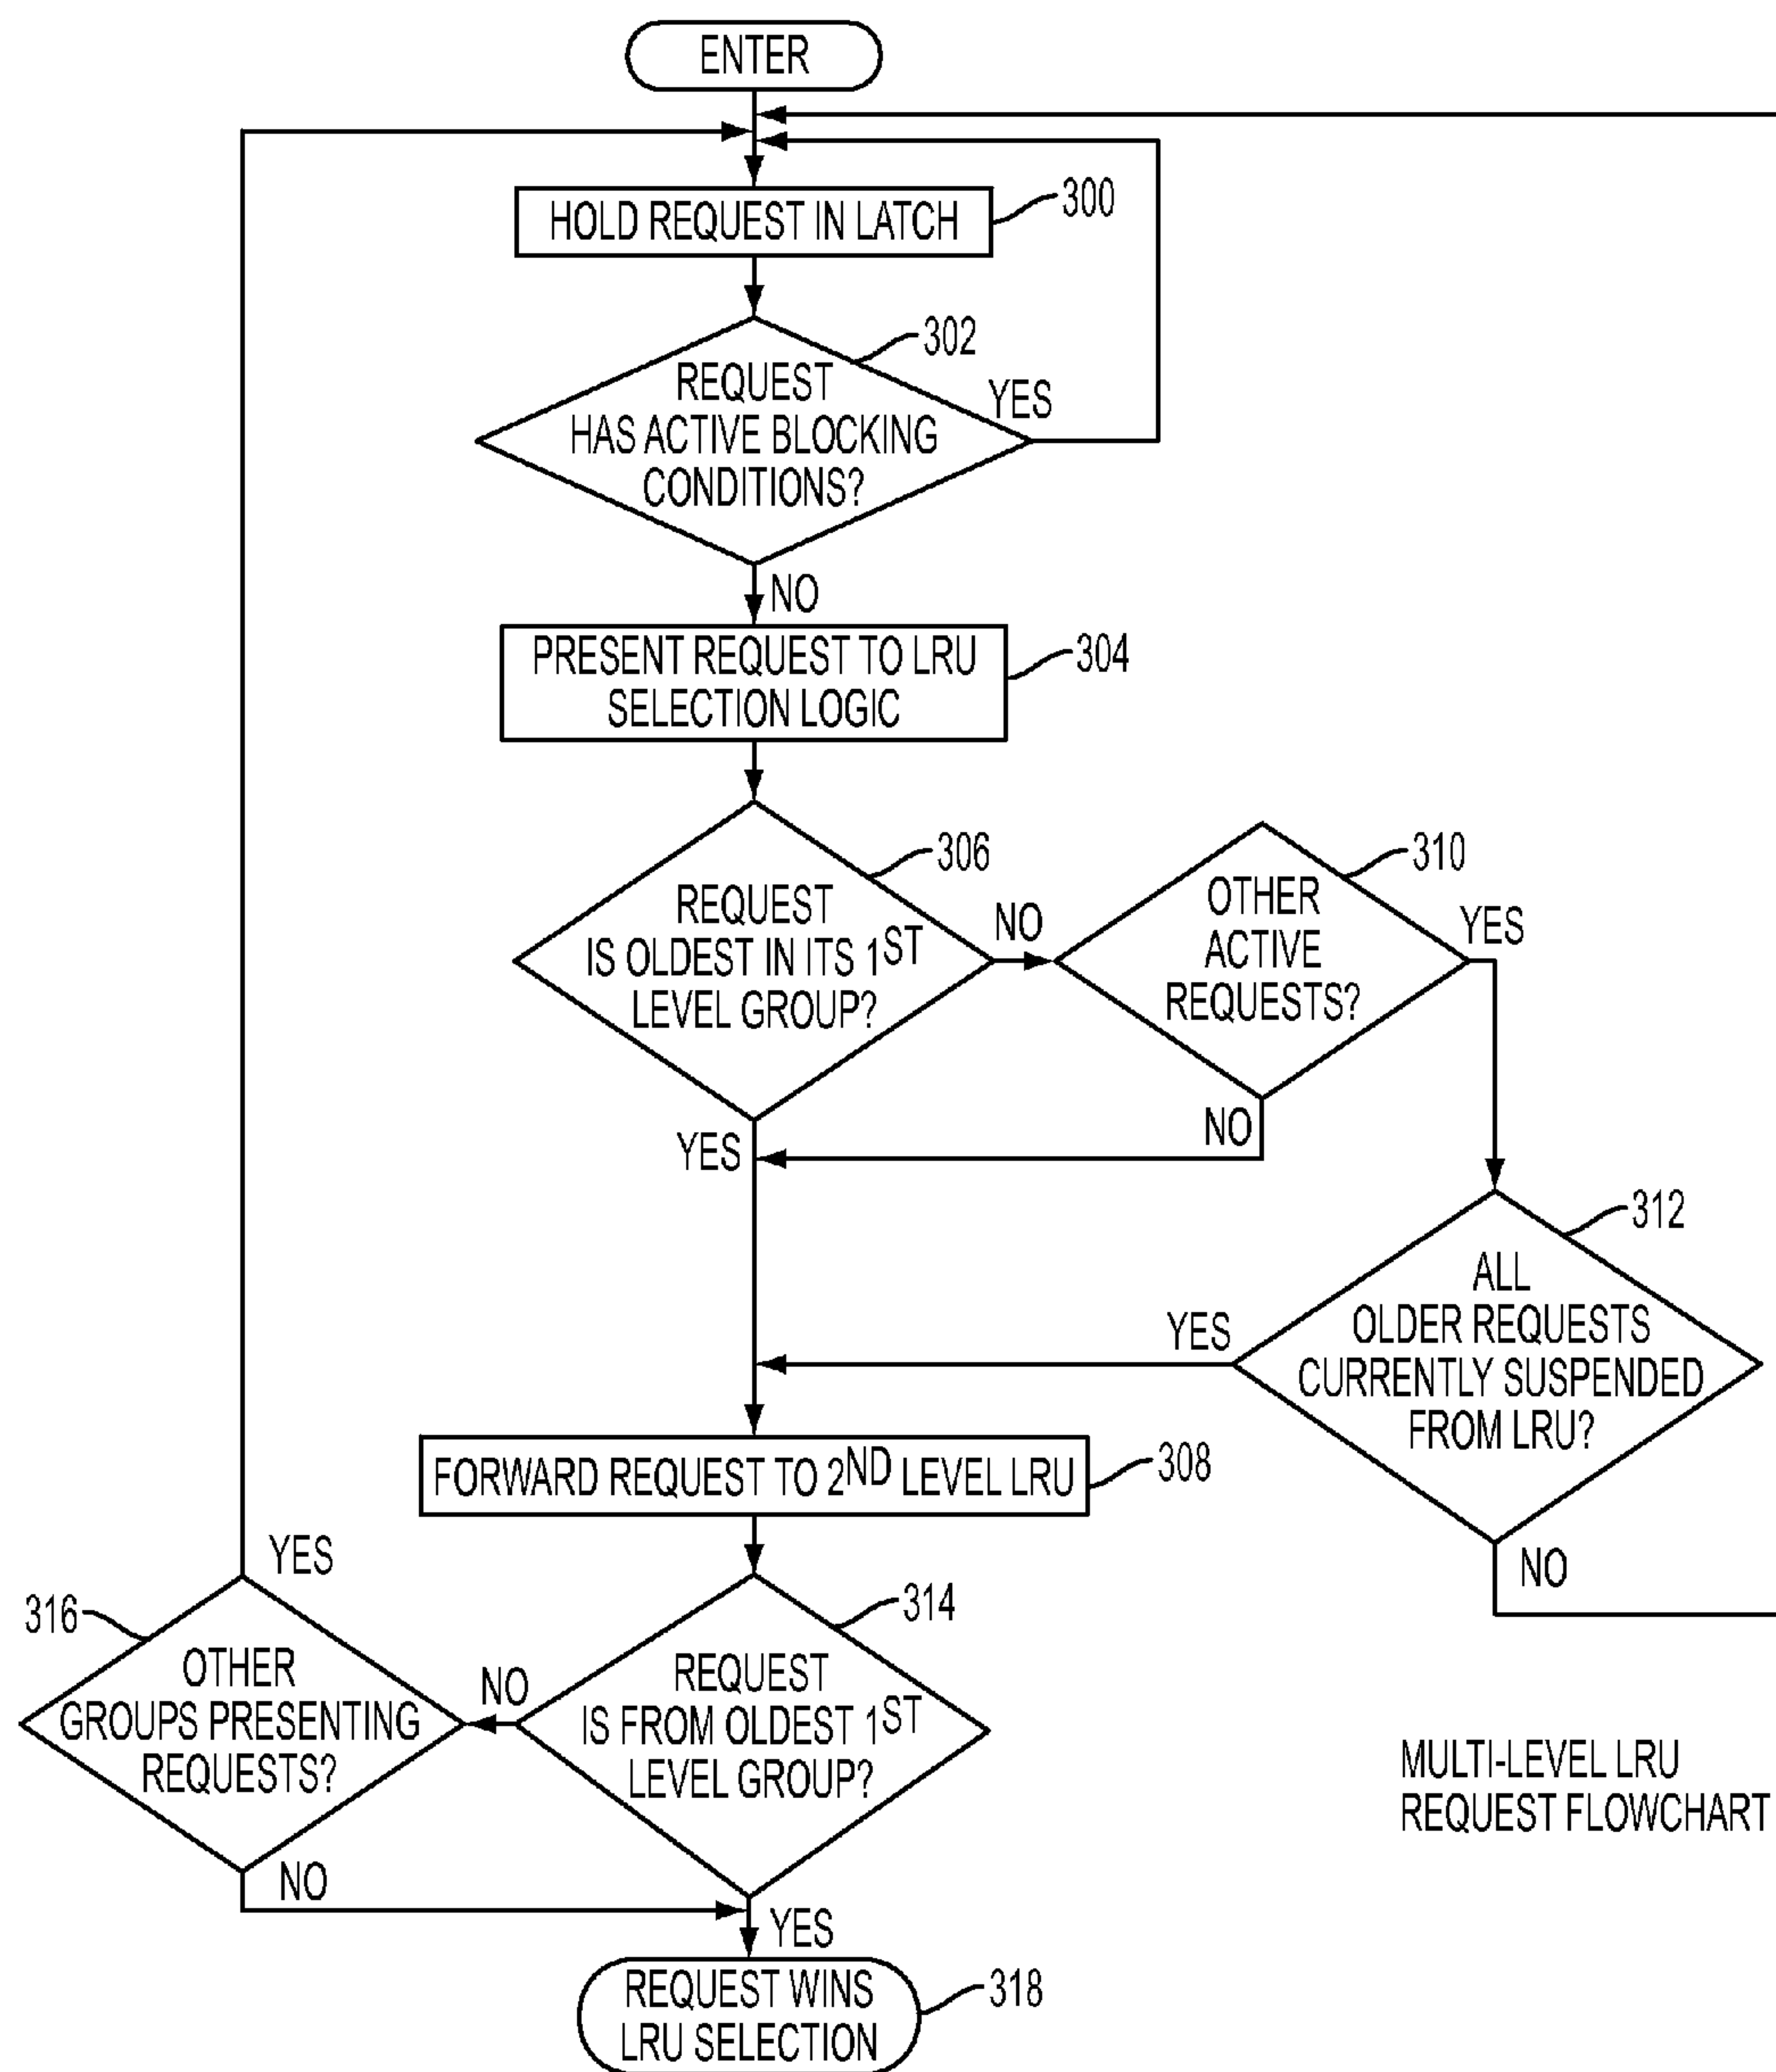 ENTER
HOLD REQUEST IN LATCH
300
302
REQUEST
HAS ACTIVE BLOCKING
CONDITIONS?
YES
NO
PRESENT REQUEST TO LRU
SELECTION LOGIC
304
306
REQUEST
IS OLDEST IN ITS 1ST
LEVEL GROUP?
NO
310
OTHER
ACTIVE
REQUESTS?
YES
YES
NO
312
ALL
OLDER REQUESTS
CURRENTLY SUSPENDED
FROM LRU?
YES
NO
FORWARD REQUEST TO 2ND LEVEL LRU
308
314
REQUEST
IS FROM OLDEST 1ST
LEVEL GROUP?
NO
YES
316
OTHER
GROUPS PRESENTING
REQUESTS?
NO
YES
REQUEST WINS
LRU SELECTION
318
MULTI-LEVEL LRU
REQUEST FLOWCHART